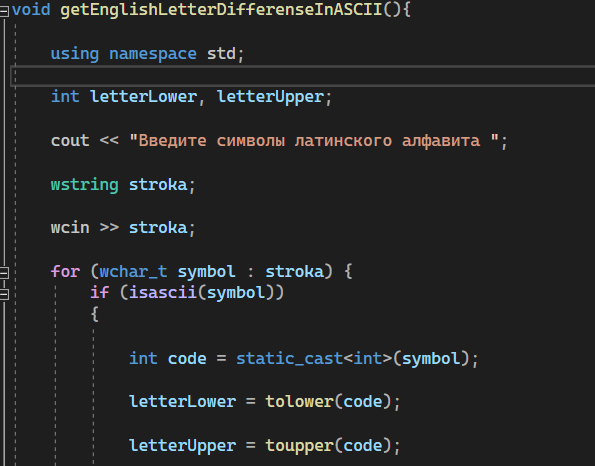 void getEnglishLetterDifferenseInASCII(){
using namespace std;
int letterLower, letterUpper;
cout << "Введите символы латинского алфавита ";
wstring stroka;
wcin >> stroka;
for (wchar_t symbol : stroka) {
if (isascii(symbol))
{
int code = static_cast<int>(symbol);
letterLower = tolower(code);
letterUpper = toupper(code);